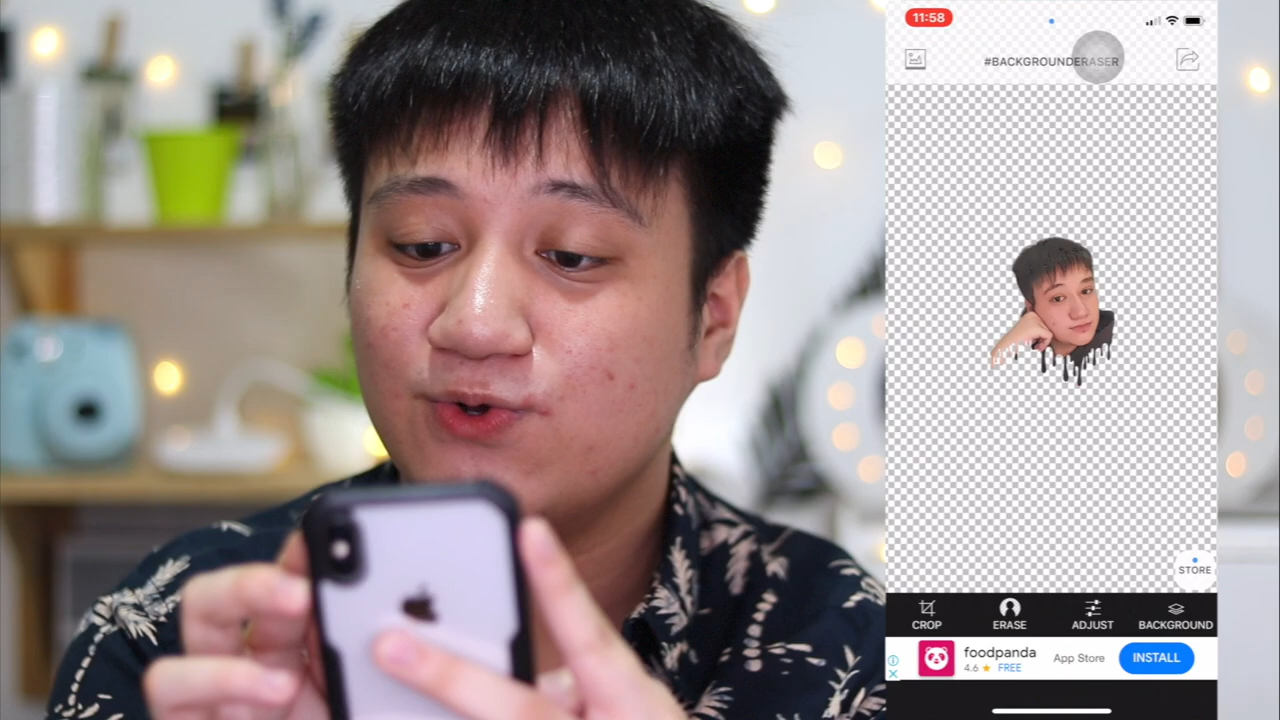 11:58
#BACKGROUNDERASER
STORE
CROP
ERASE
ADJUST
BACKGROUND
foodpanda
4.6 ★ FREE
App Store
INSTALL